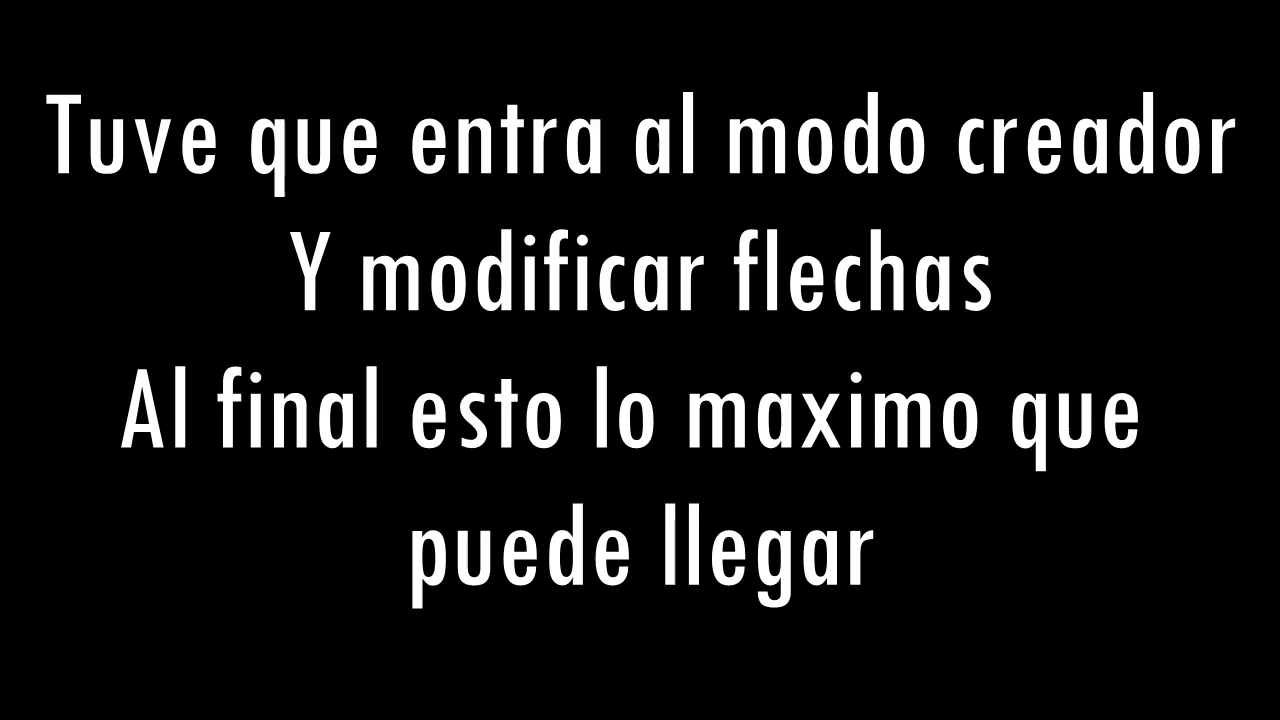 Tuve que entra al modo creador
Y modificar flechas
Al final esto lo maximo que
puede llegar